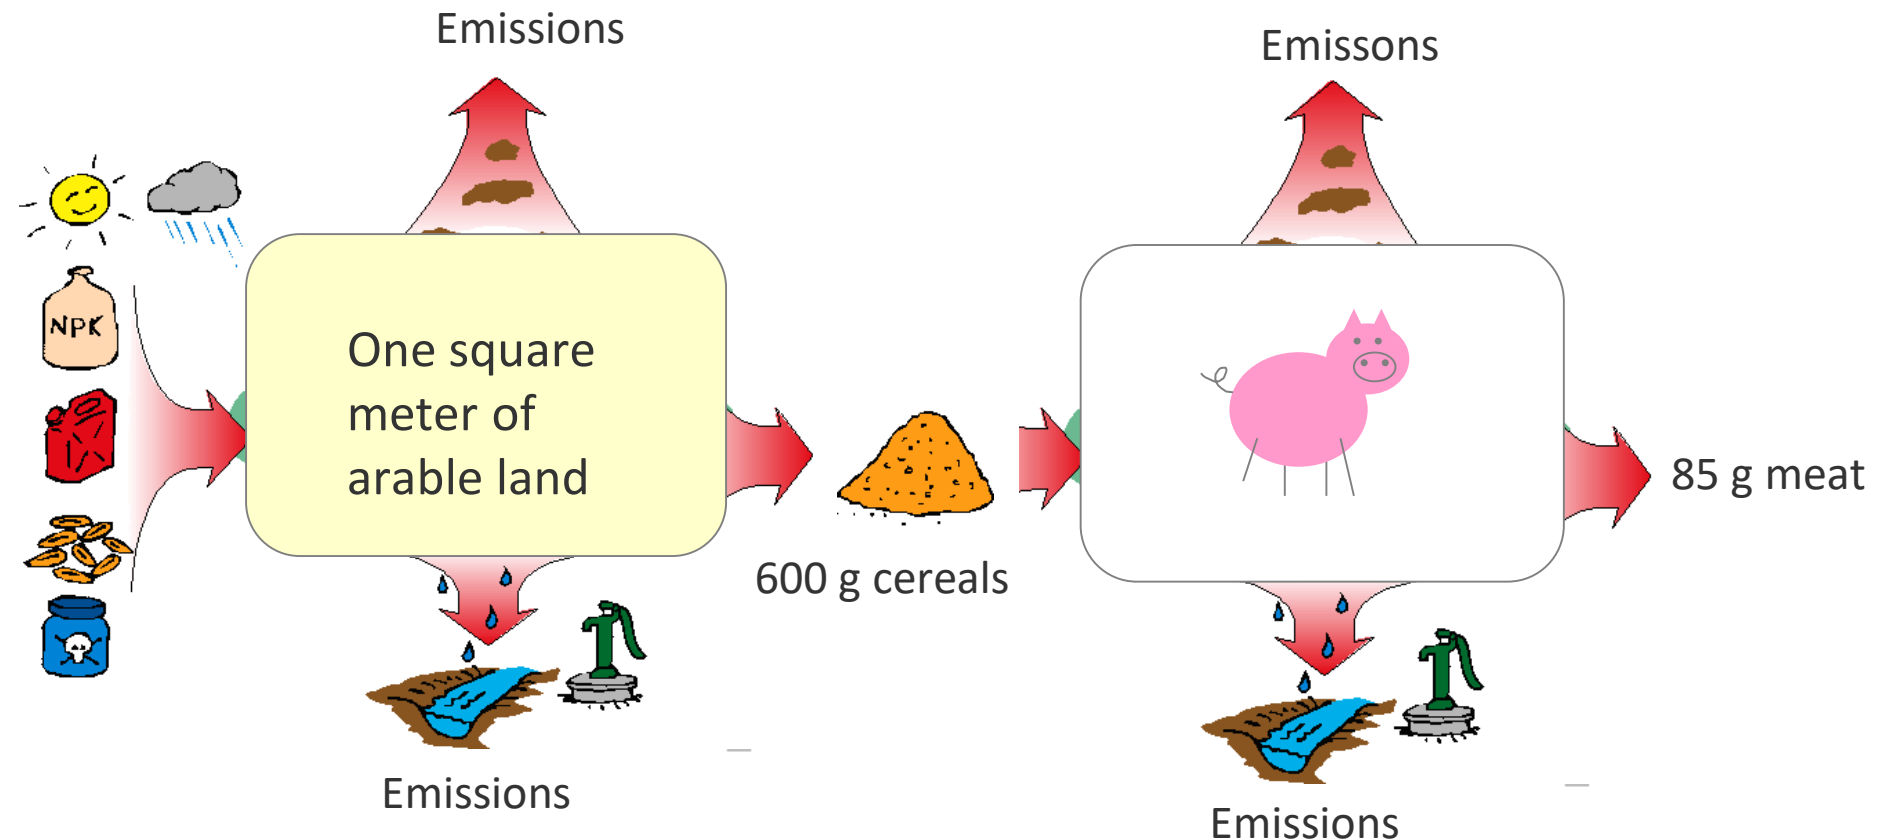 Emissions
Emissons
NPK
One square
meter of
arable land
600 g cereals
85 g meat
Emissions
Emissions